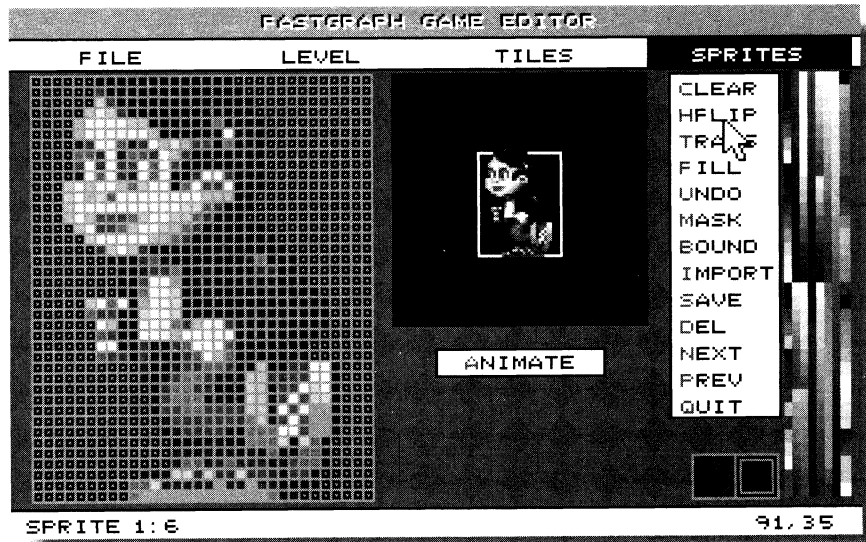 FASTGRAPH GAME EDITOR
FILE LEVEL TILES SPRITES
CLEAR
HFLIP
FILL
UNDO
MASK
BOUND
IMPORT
SAVE
DEL
NEXT
PREV
QUIT
ANIMATE
SPRITE 1:6 91,35